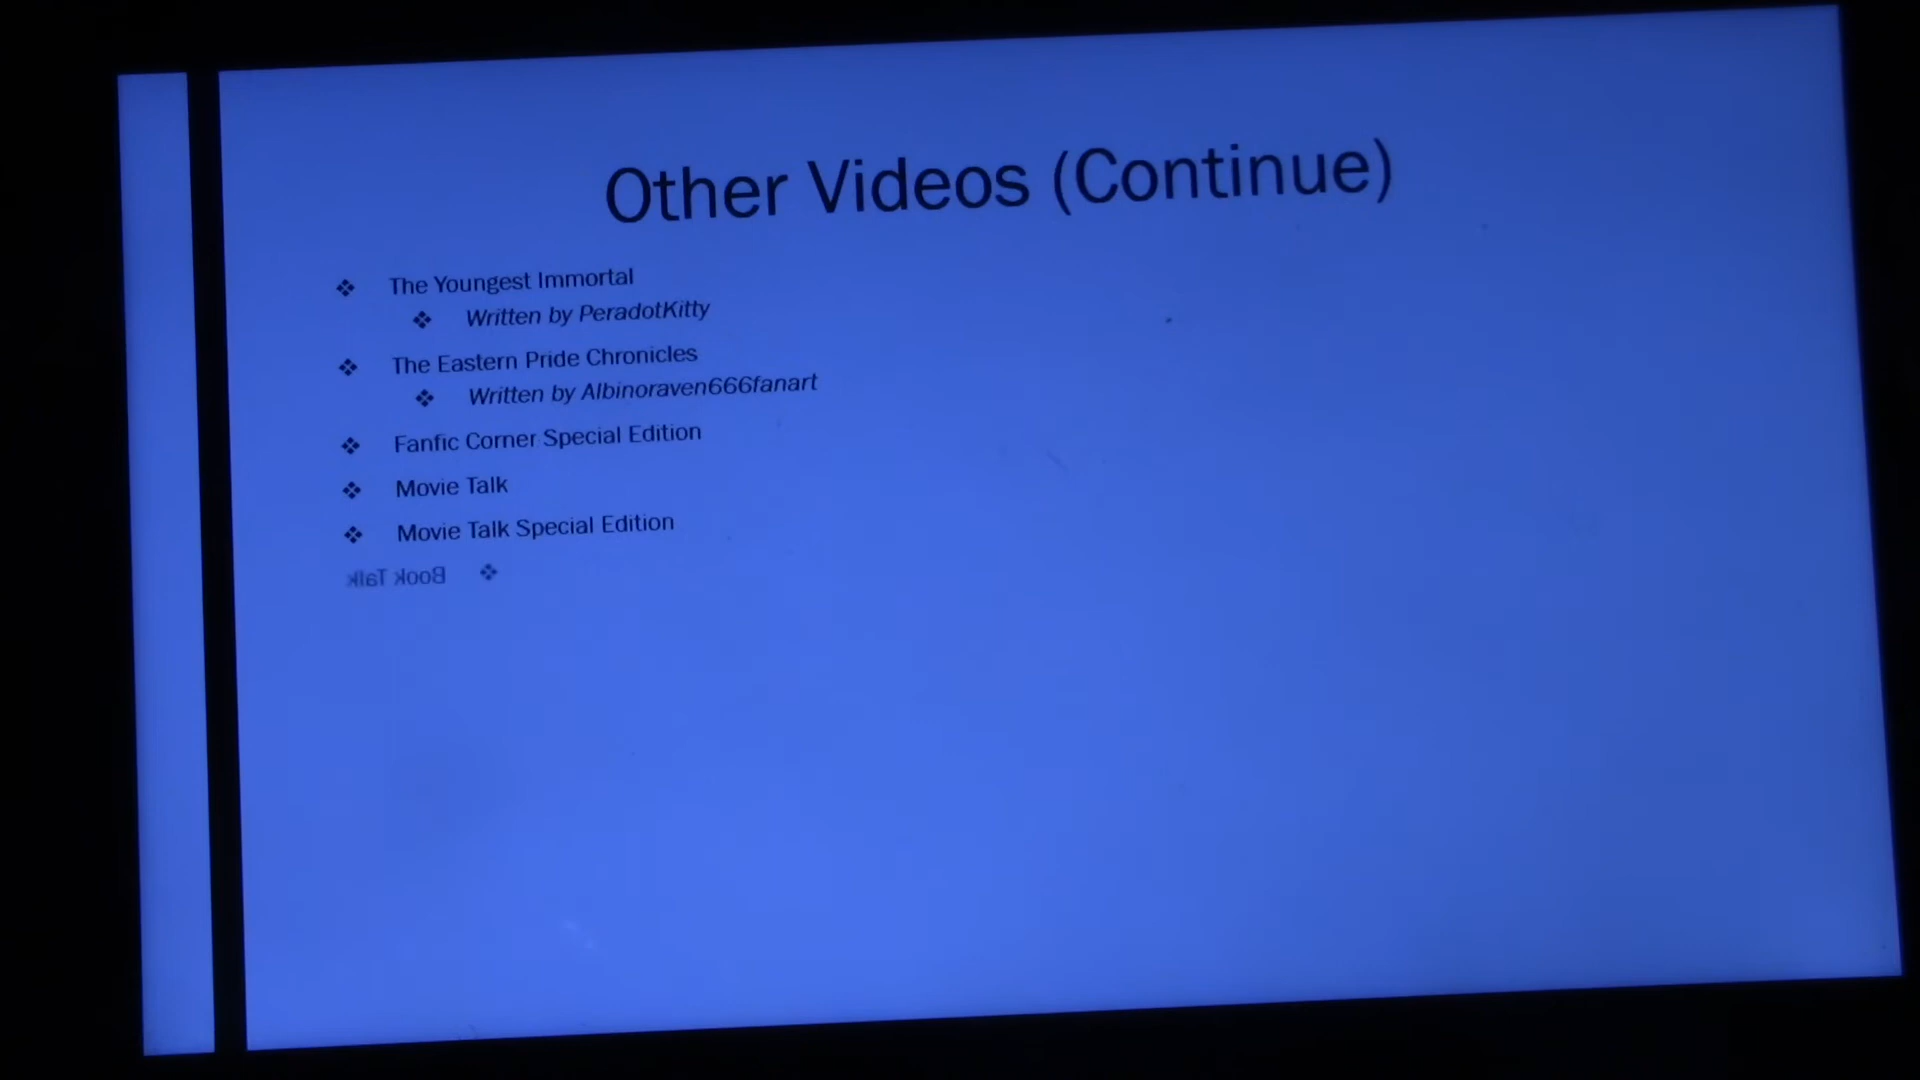 Other Videos (Continue)
❖ The Youngest Immortal
❖ Written by PeradotKitty
❖ The Eastern Pride Chronicles
❖ Written by Albinoraven666fanart
❖ Fanfic Corner Special Edition
❖ Movie Talk
❖ Movie Talk Special Edition
❖ Book Talk